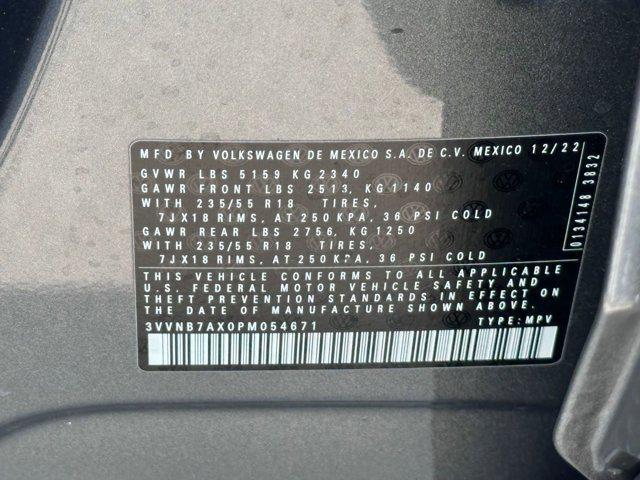 MFD BY VOLKSWAGEN DE MEXICO S.A. DE C.V. MEXICO 12/22
GVWR LBS 5159 KG 2340
GAWR FRONT LBS 2513, KG 1140
WITH 235/55 R18 TIRES,
7JX18 RIMS, AT 250 KPA, 36 PSI COLD
GAWR REAR LBS 2756, KG 1250
WITH 235/55 R18 TIRES,
7JX18 RIMS, AT 250 KPA, 36 PSI COLD
THIS VEHICLE CONFORMS TO ALL APPLICABLE
U.S. FEDERAL MOTOR VEHICLE SAFETY AND
THEFT PREVENTION STANDARDS IN EFFECT ON
THE DATE OF MANUFACTURE SHOWN ABOVE.
3VVNB7AX0PM054671 TYPE: MPV
0134148 3832